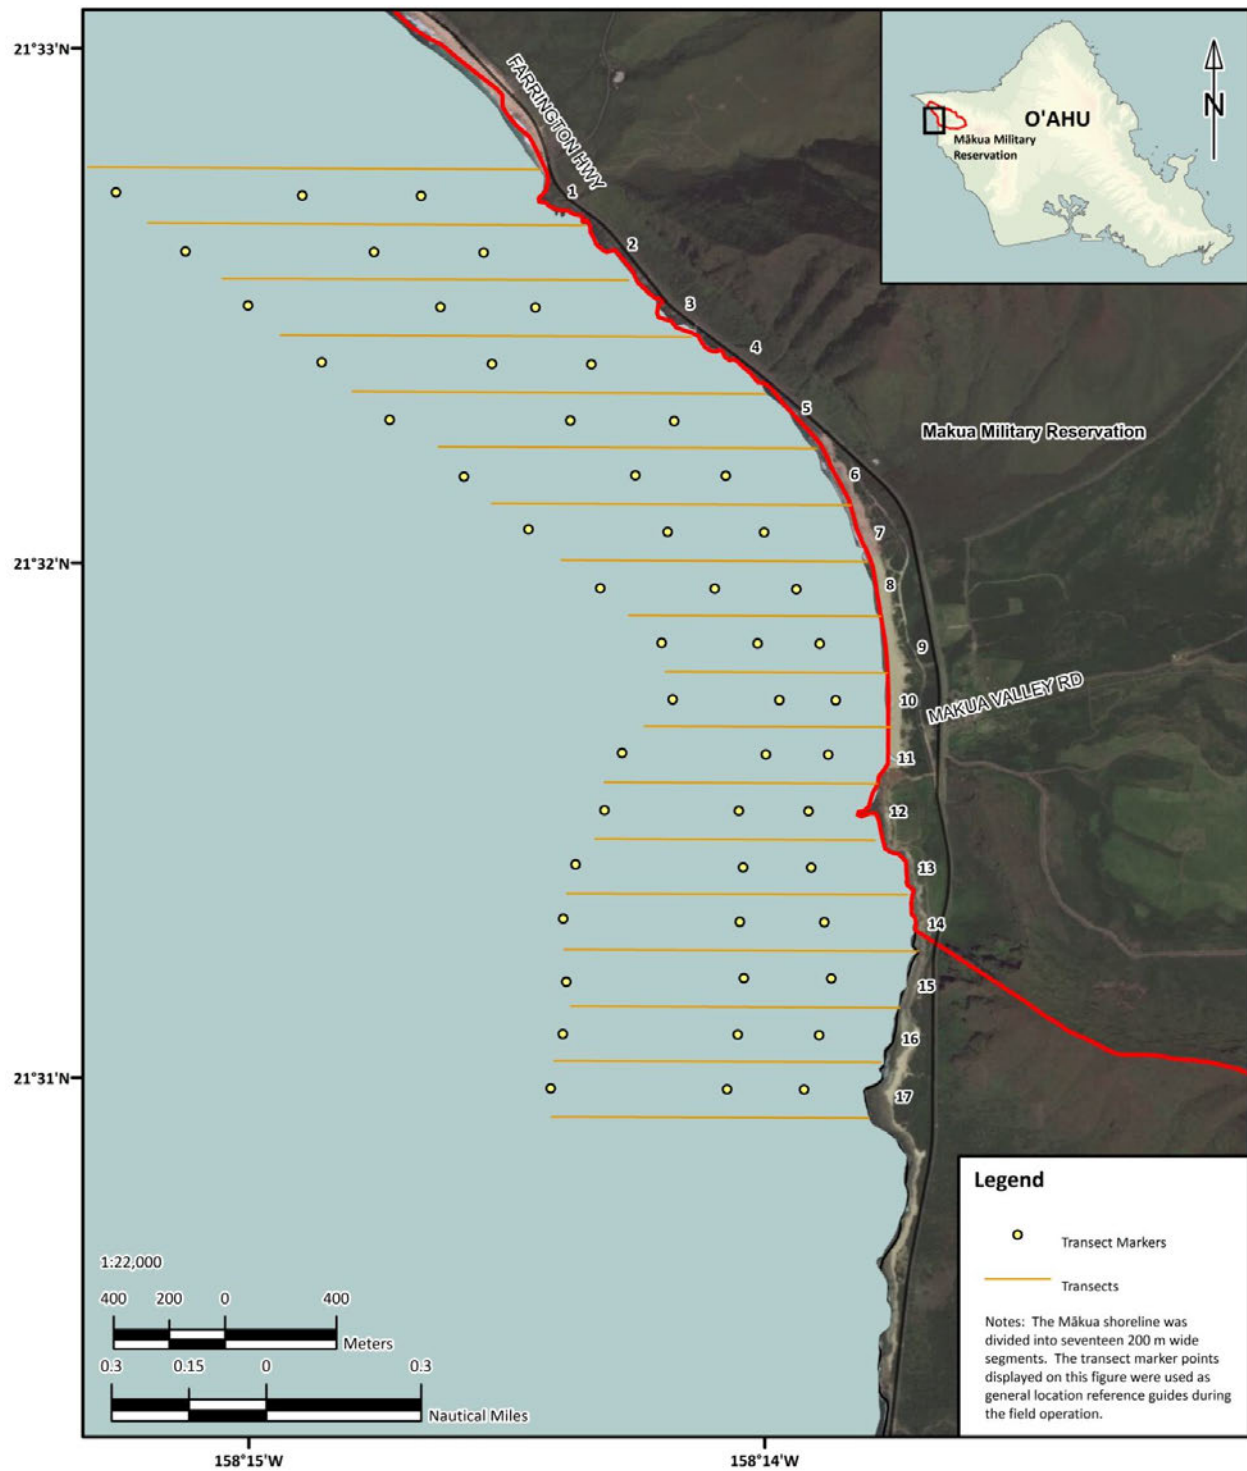 21°33'N
FARRINGTON HWY
O'AHU
N
Mākua Military
Reservation
1
2
3
4
5
Makua Military Reservation
6
7
21°32'N
8
9
10
MAKUA VALLEY RD
11
12
13
14
15
16
21°31'N
17
Legend
Transect Markers
Transects
Notes: The Mākua shoreline was
divided into seventeen 200 m wide
segments. The transect marker points
displayed on this figure were used as
general location reference guides during
the field operation.
1:22,000
400 200 0 400
Meters
0.3 0.15 0 0.3
Nautical Miles
158°15'W
158°14'W